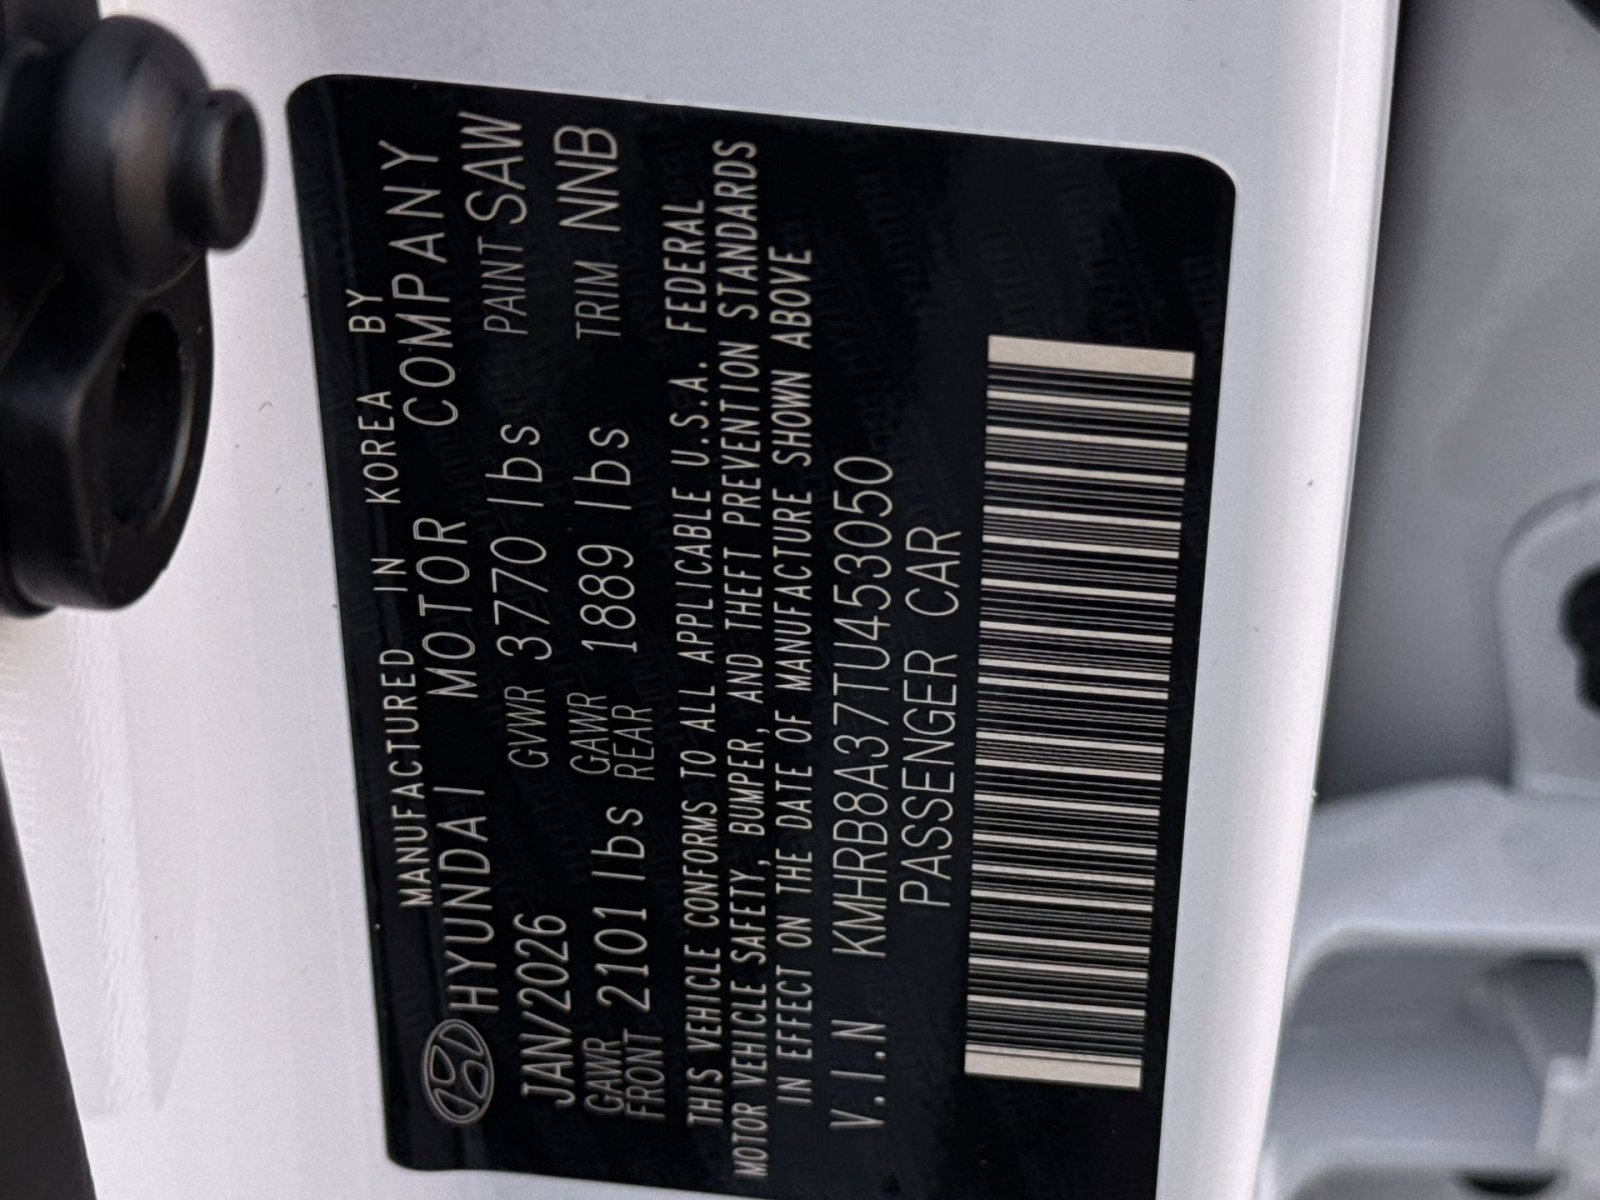 MANUFACTURED IN KOREA BY
HYUNDAI MOTOR COMPANY
JAN/2026 GVWR 3770 lbs PAINT SAW
GAWR FRONT 2101 lbs GAWR REAR 1889 lbs TRIM NNB
THIS VEHICLE CONFORMS TO ALL APPLICABLE U.S.A. FEDERAL
MOTOR VEHICLE SAFETY, BUMPER, AND THEFT PREVENTION STANDARDS
IN EFFECT ON THE DATE OF MANUFACTURE SHOWN ABOVE
V.I.N KMHRB8A37TU453050
PASSENGER CAR